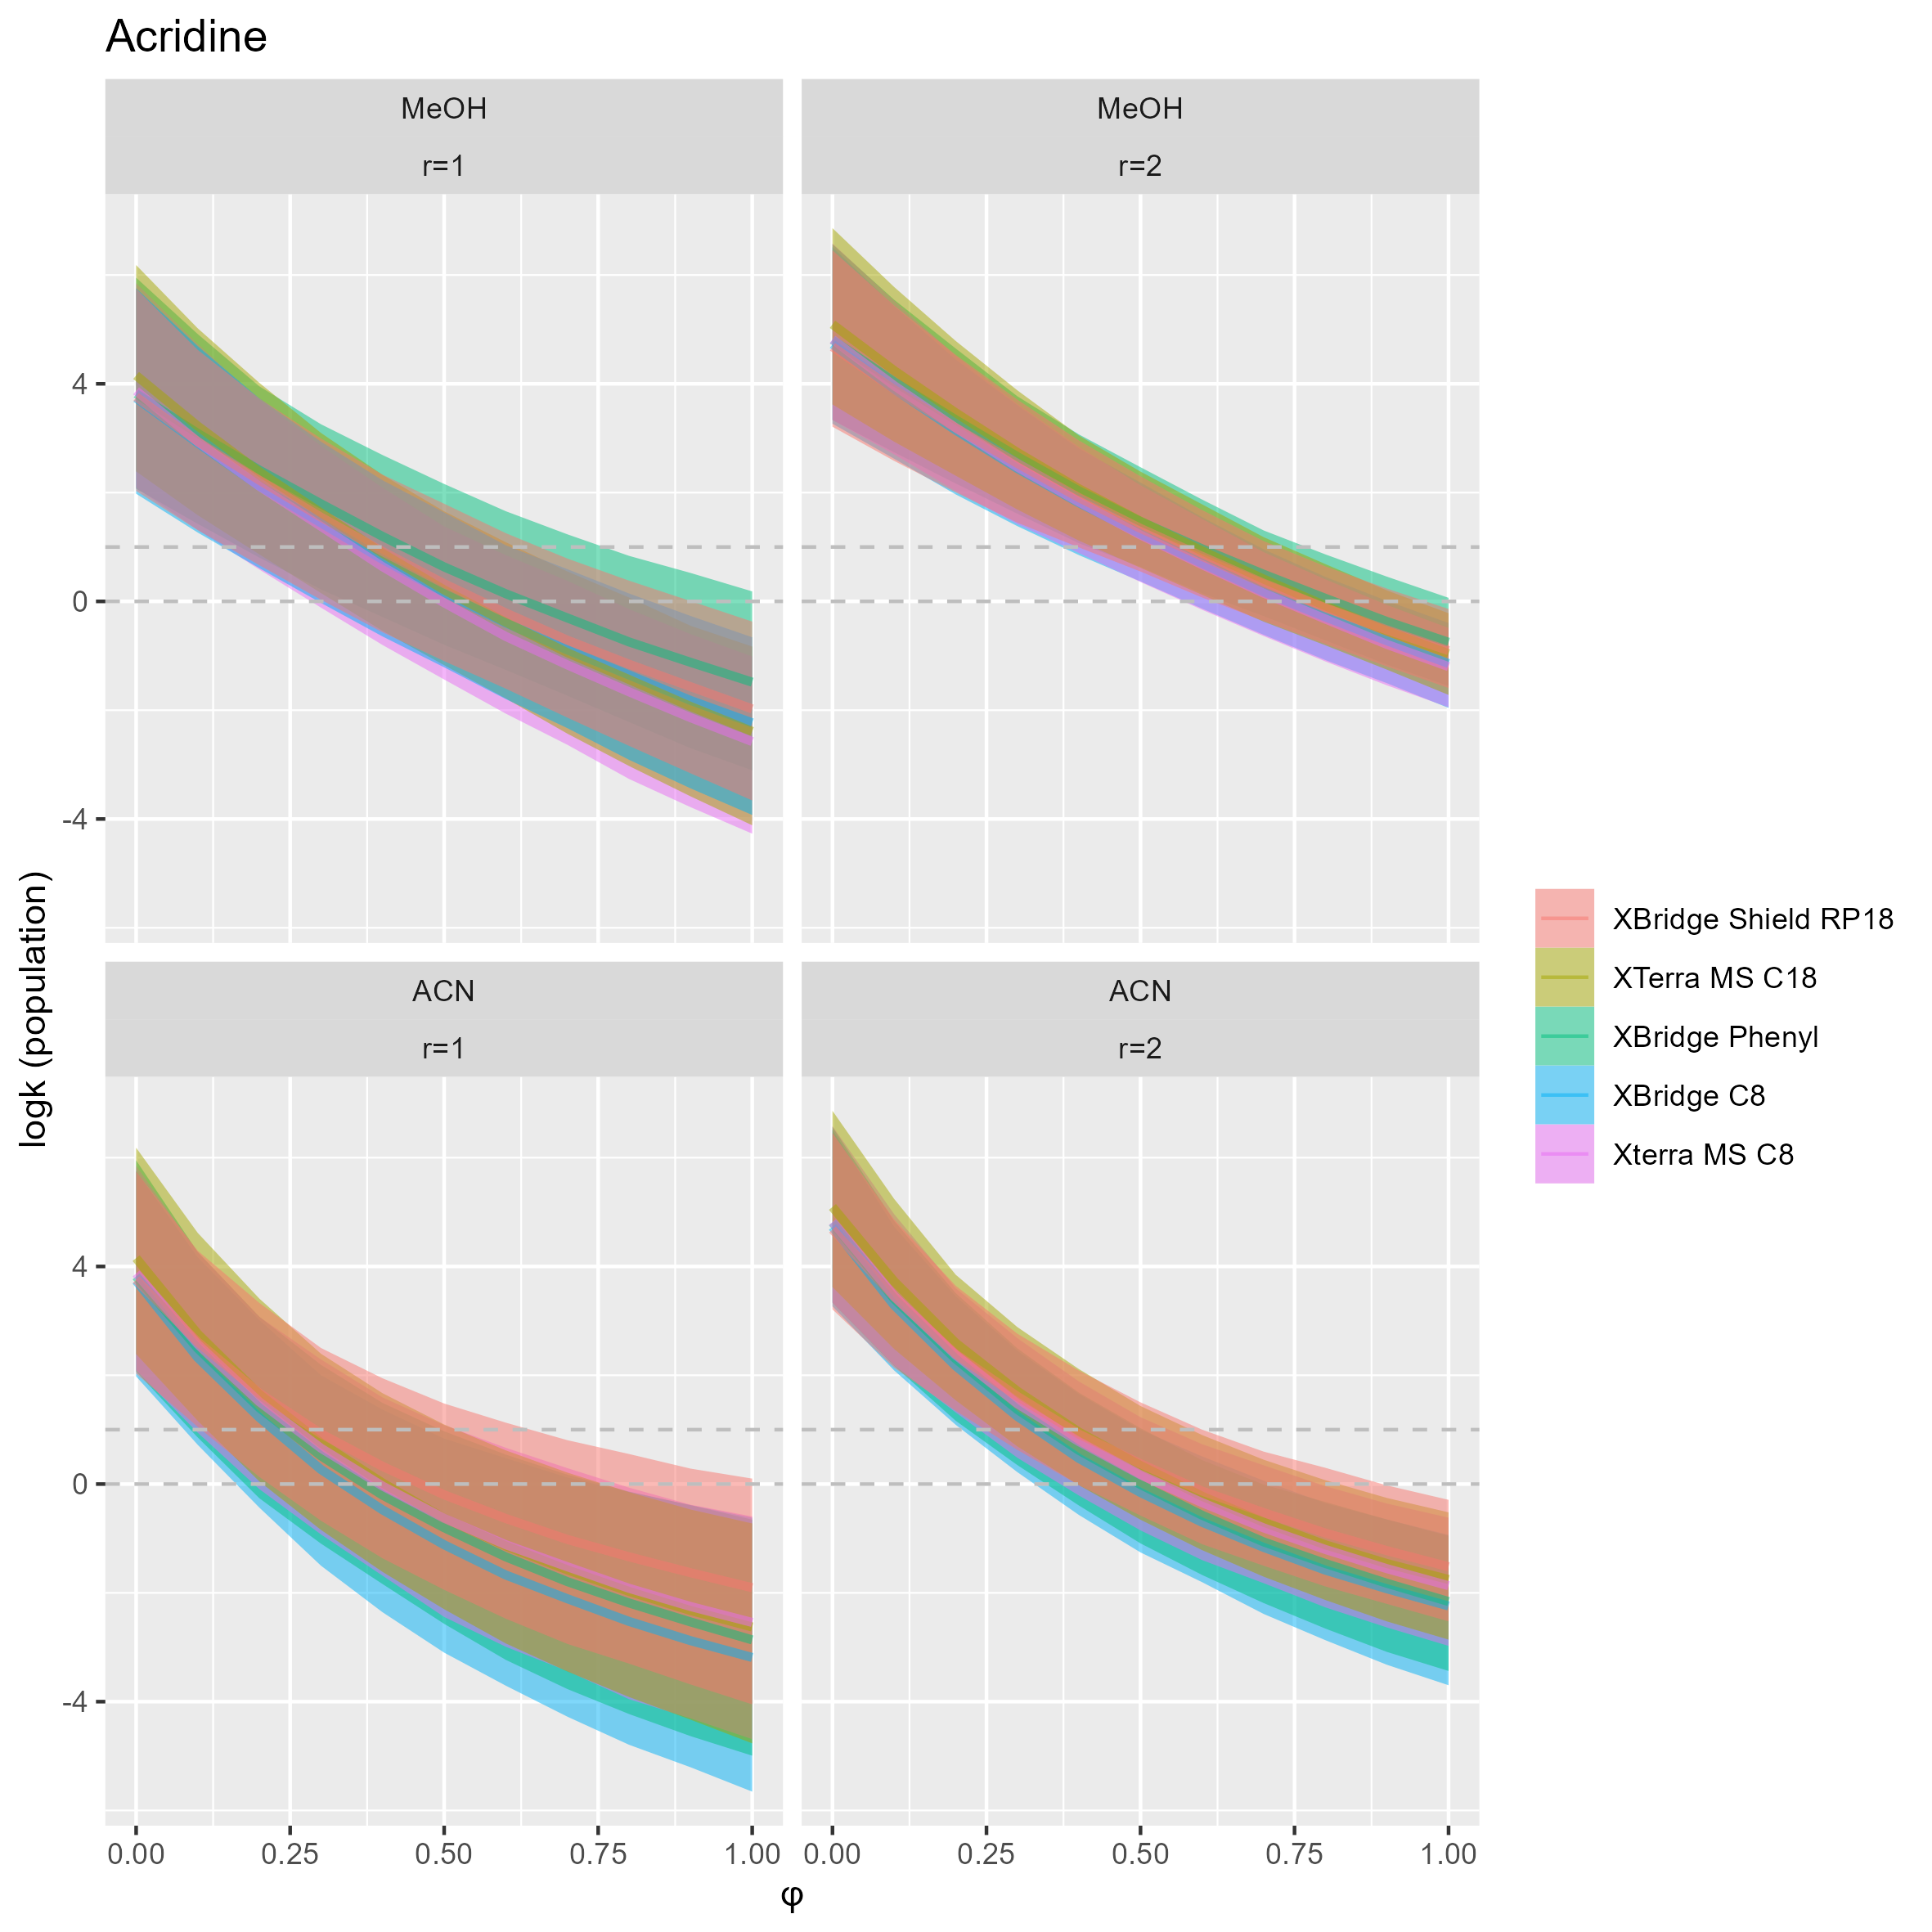 Acridine
MeOH
r=1
MeOH
r=2
4
0
-4
ACN
r=1
ACN
r=2
4
0
-4
logk (population)
0.00
0.25
0.50
0.75
1.00
0.00
0.25
0.50
0.75
1.00
φ
XBridge Shield RP18
XTerra MS C18
XBridge Phenyl
XBridge C8
Xterra MS C8